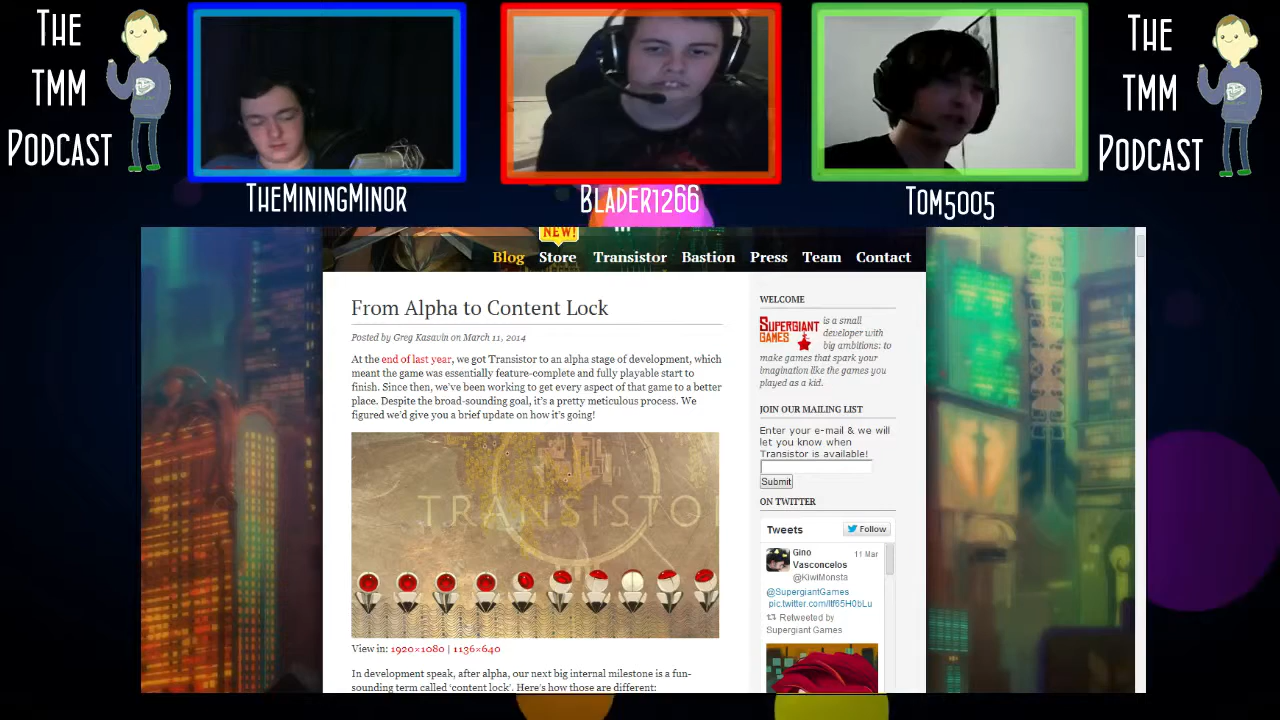 The
TMM
Podcast
The
TMM
Podcast
TheMiningMinor
Blader1266
Tom5005
NEW!
Blog Store Transistor Bastion Press Team Contact
From Alpha to Content Lock
Posted by Greg Kasavin on March 11, 2014
At the end of last year, we got Transistor to an alpha stage of development, which
meant the game was essentially feature-complete and fully playable start to
finish. Since then, we've been working to get every aspect of that game to a better
place. Despite the broad-sounding goal, it's a pretty meticulous process. We
figured we'd give you a brief update on how it's going!
TRANSISTOR
View in: 1920×1080 | 1136×640
In development speak, after alpha, our next big internal milestone is a fun-
sounding term called 'content lock'. Here's how those are different:
WELCOME
SUPERGIANT
GAMES
is a small
developer with
big ambitions: to
make games that spark your
imagination like the games you
played as a kid.
JOIN OUR MAILING LIST
Enter your e-mail & we will
let you know when
Transistor is available!
Submit
ON TWITTER
Tweets Follow
Gino 11 Mar
Vasconcelos
@KiwiMonsta
@SupergiantGames
pic.twitter.com/Itf65H0bLu
Retweeted by
Supergiant Games